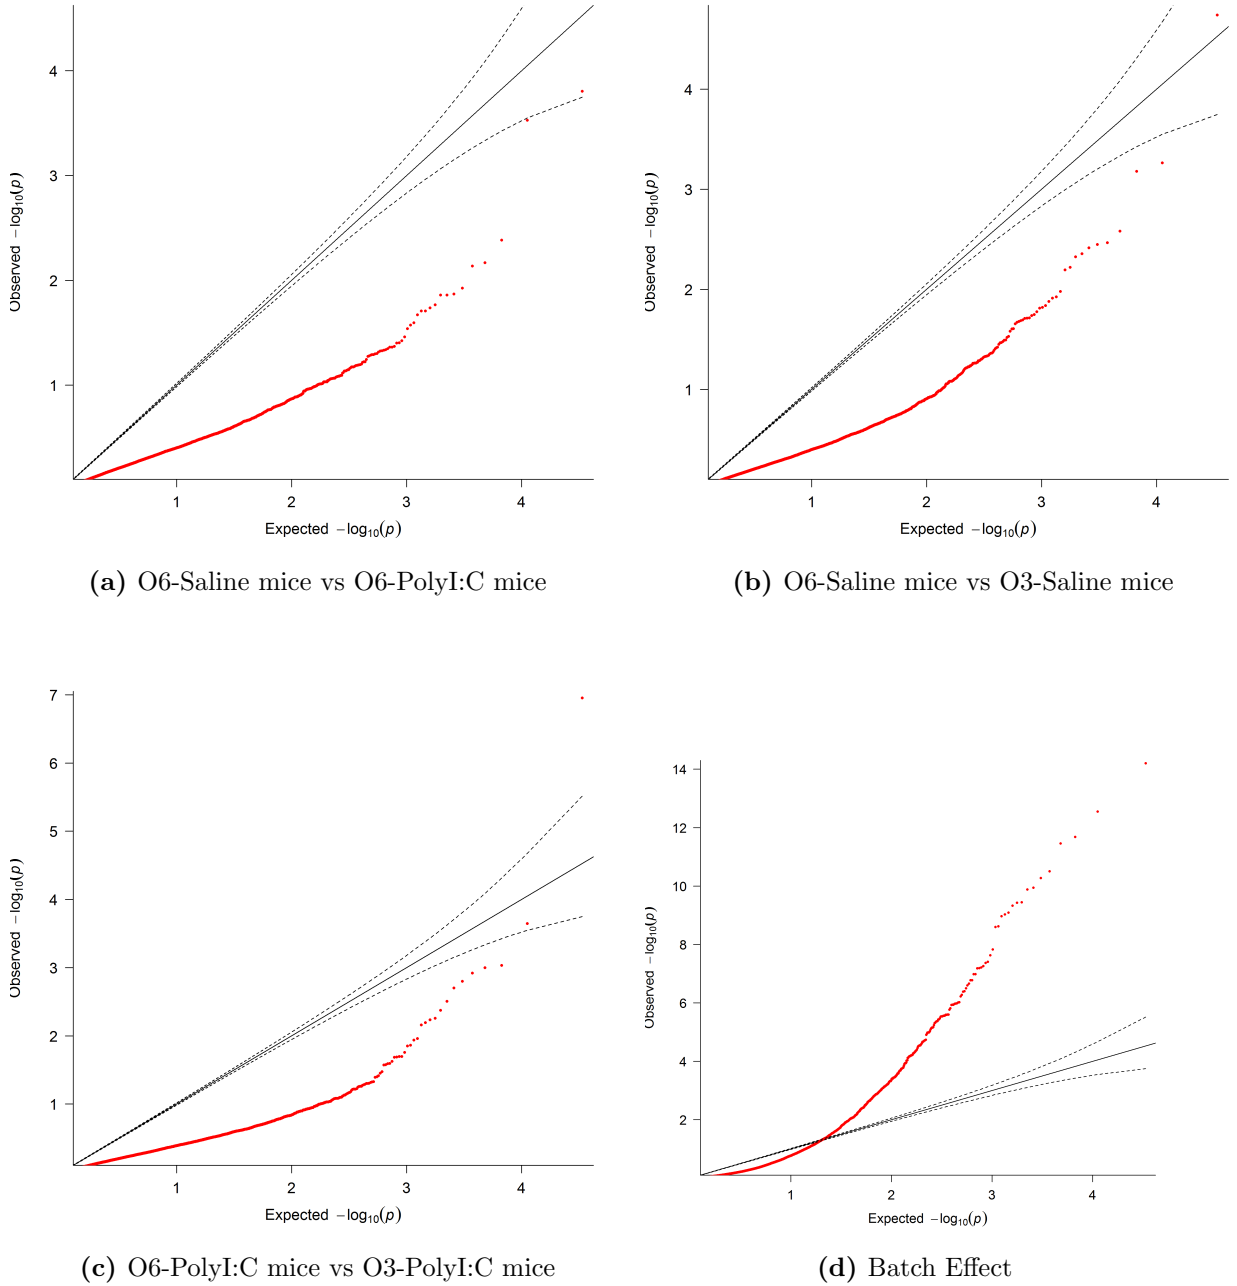 4
3
2
1
Observed −log10(p)
1 2 3 4
Expected −log10(p)
(a) O6-Saline mice vs O6-PolyI:C mice
4
3
2
1
Observed −log10(p)
1 2 3 4
Expected −log10(p)
(b) O6-Saline mice vs O3-Saline mice
7
6
5
4
3
2
1
Observed −log10(p)
1 2 3 4
Expected −log10(p)
(c) O6-PolyI:C mice vs O3-PolyI:C mice
14
12
10
8
6
4
2
Observed −log10(p)
1 2 3 4
Expected −log10(p)
(d) Batch Effect